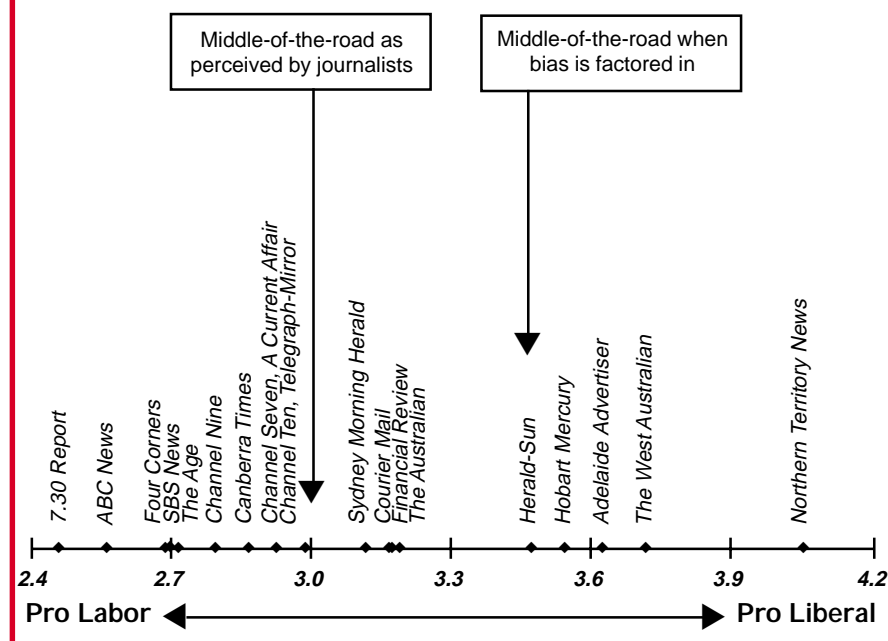 Middle-of-the-road as
perceived by journalists
Middle-of-the-road when
bias is factored in
7.30 Report
ABC News
Four Corners
SBS News
The Age
Channel Nine
Canberra Times
Channel Seven, A Current Affair
Channel Ten, Telegraph-Mirror
Sydney Morning Herald
Courier Mail
Financial Review
The Australian
Herald-Sun
Hobart Mercury
Adelaide Advertiser
The West Australian
Northern Territory News
2.4 2.7 3.0 3.3 3.6 3.9 4.2
Pro Labor Pro Liberal